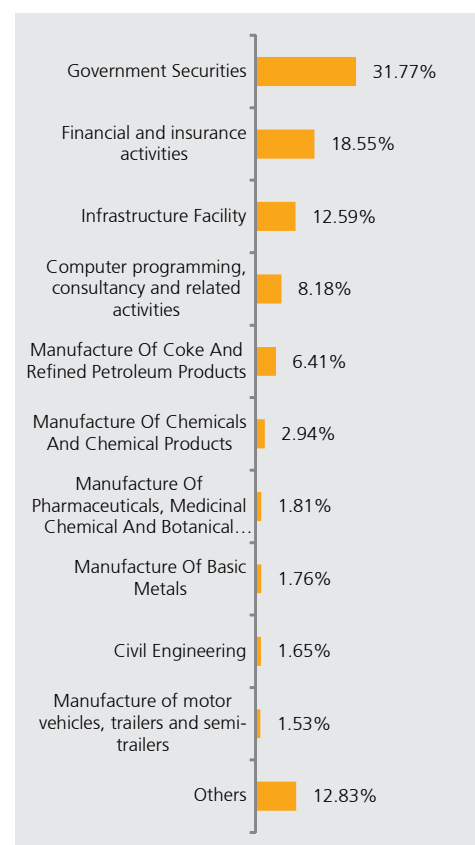 Government Securities
31.77%
Financial and insurance
activities
18.55%
Infrastructure Facility
12.59%
Computer programming,
consultancy and related
activities
8.18%
Manufacture Of Coke And
Refined Petroleum Products
6.41%
Manufacture Of Chemicals
And Chemical Products
2.94%
Manufacture Of
Pharmaceuticals, Medicinal
Chemical And Botanical…
1.81%
Manufacture Of Basic
Metals
1.76%
Civil Engineering
1.65%
Manufacture of motor
vehicles, trailers and semi-
trailers
1.53%
Others
12.83%